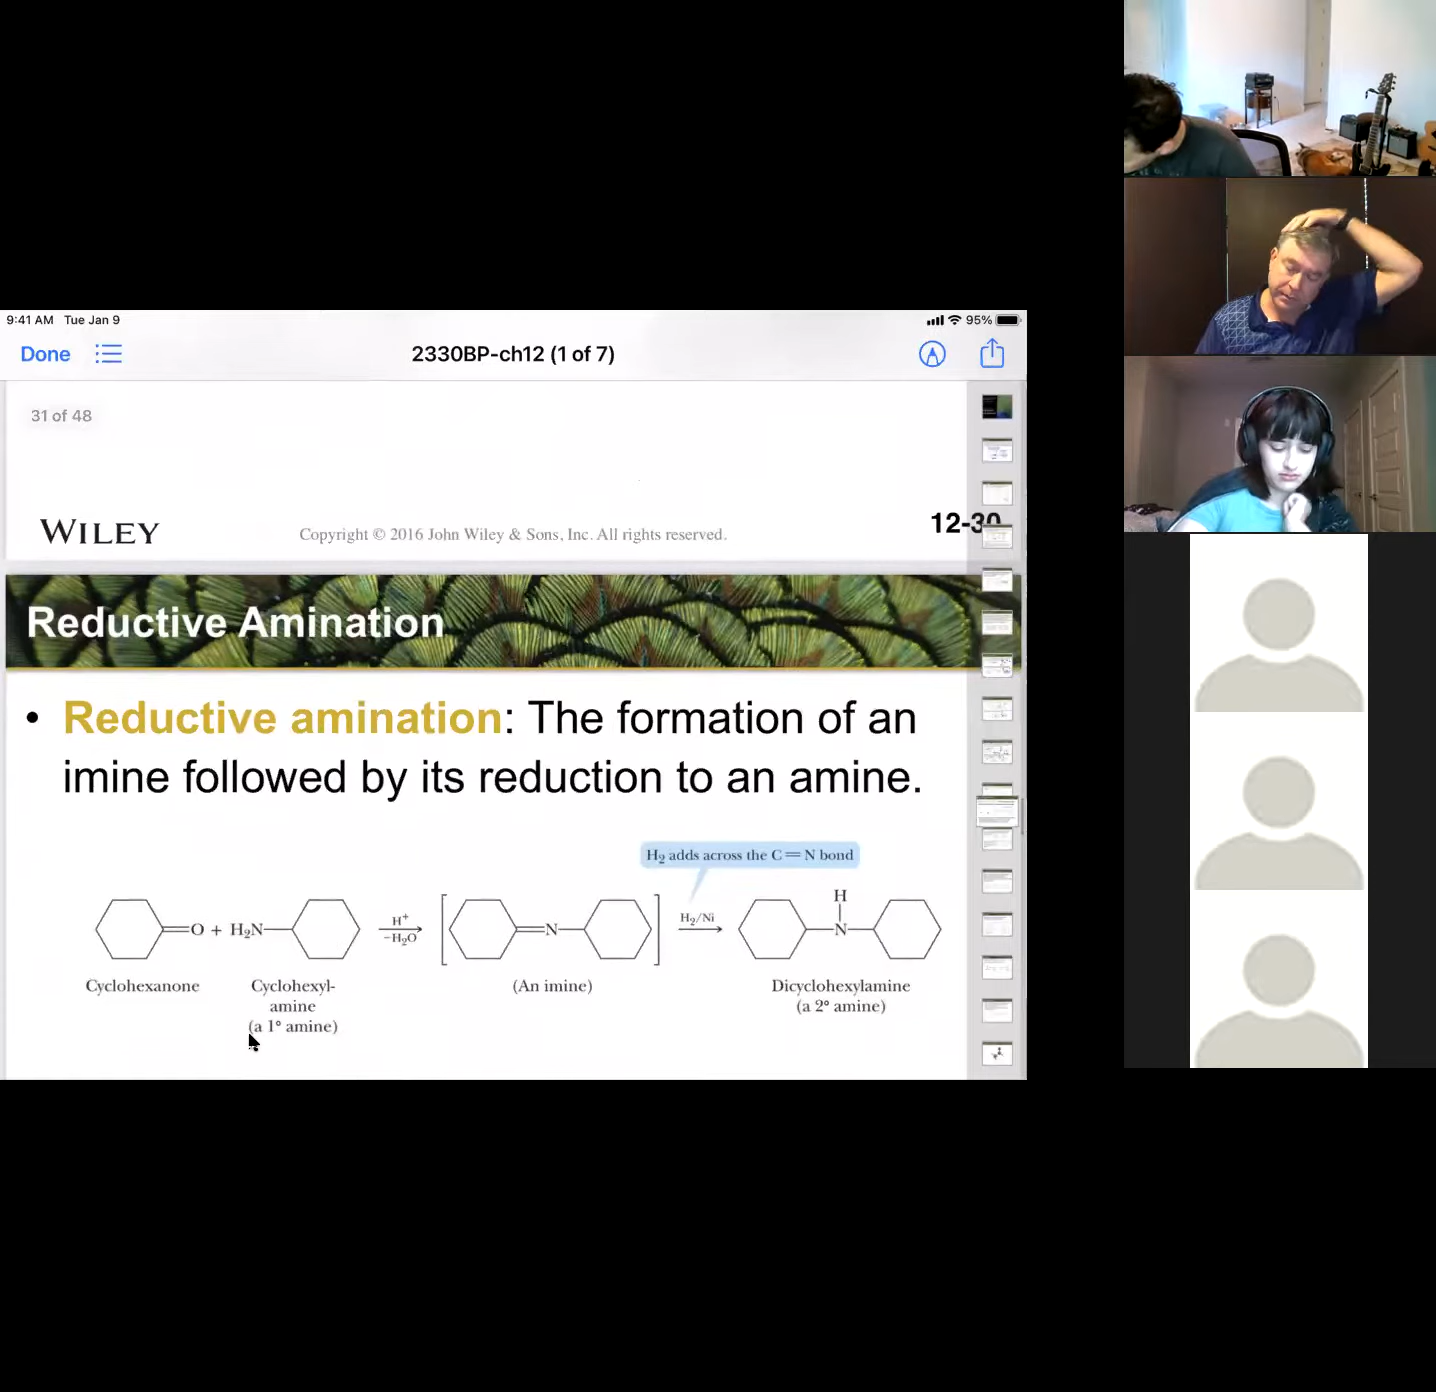 9:41 AM Tue Jan 9
95%
Done
2330BP-ch12 (1 of 7)
31 of 48
WILEY
Copyright © 2016 John Wiley & Sons, Inc. All rights reserved.
12-30
Reductive Amination
• Reductive amination: The formation of an
imine followed by its reduction to an amine.
H₂ adds across the C=N bond
O + H₂N
H⁺
−H₂O
N
H₂/Ni
H
N
Cyclohexanone
Cyclohexyl-
amine
(a 1° amine)
(An imine)
Dicyclohexylamine
(a 2° amine)